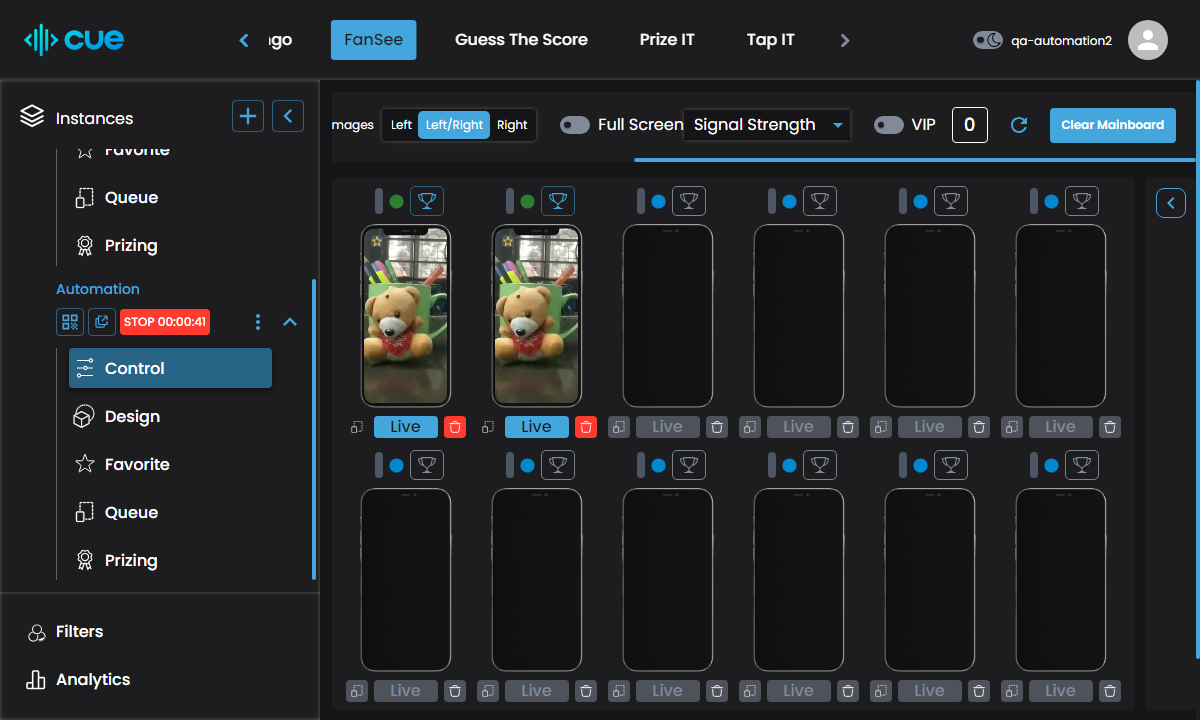 cue
ngo
FanSee
Guess The Score
Prize IT
Tap IT
qa-automation2
Instances
Favorite
Queue
Prizing
Automation
STOP 00:00:41
Control
Design
Favorite
Queue
Prizing
Filters
Analytics
mages
Left
Left/Right
Right
Full Screen
Signal Strength
VIP
0
Clear Mainboard
Live
Live
Live
Live
Live
Live
Live
Live
Live
Live
Live
Live